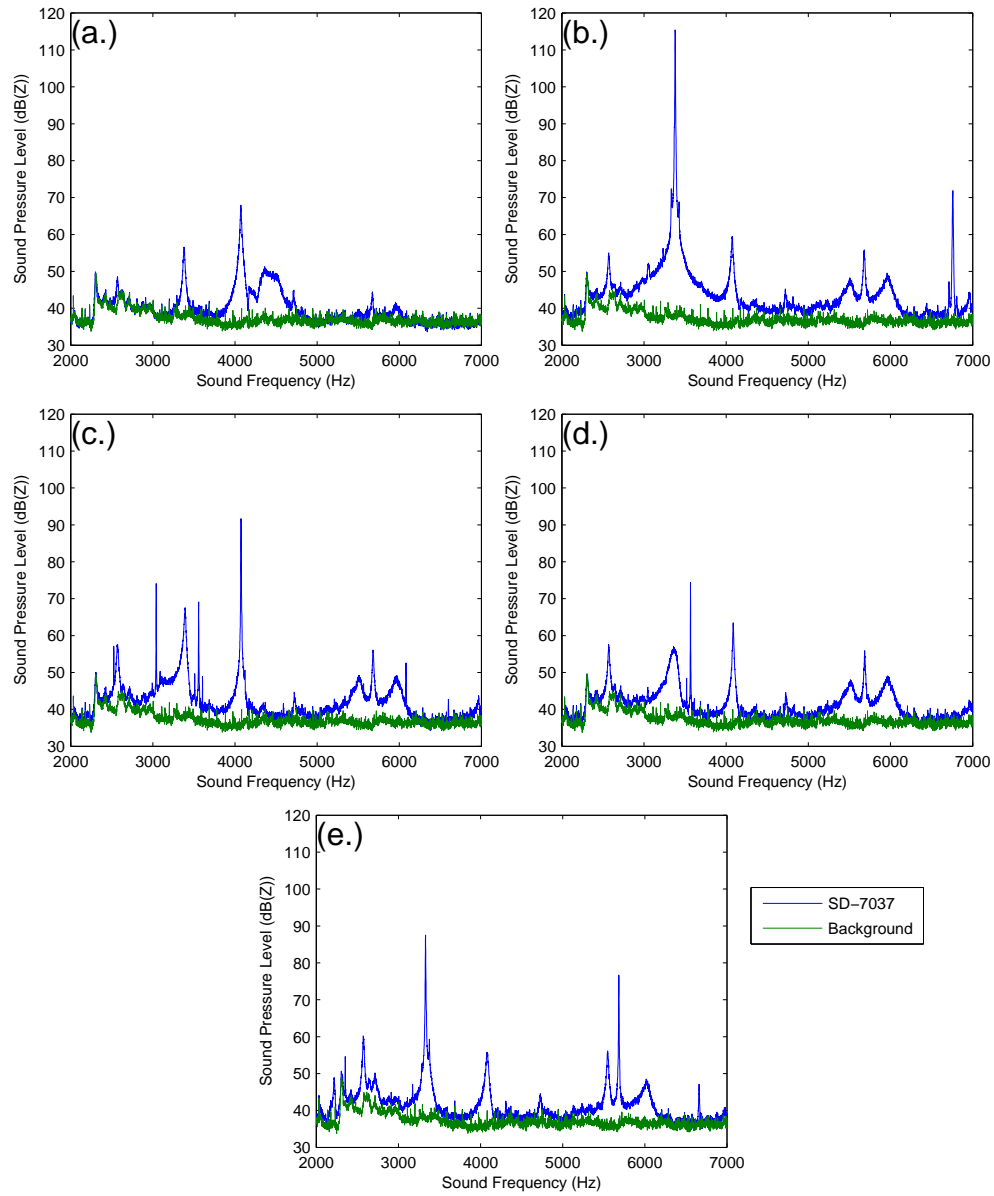 (a.)
120
110
100
90
80
70
60
50
40
30
2000 3000 4000 5000 6000 7000
Sound Pressure Level (dB(Z))
Sound Frequency (Hz)
(b.)
120
110
100
90
80
70
60
50
40
30
2000 3000 4000 5000 6000 7000
Sound Pressure Level (dB(Z))
Sound Frequency (Hz)
(c.)
120
110
100
90
80
70
60
50
40
30
2000 3000 4000 5000 6000 7000
Sound Pressure Level (dB(Z))
Sound Frequency (Hz)
(d.)
120
110
100
90
80
70
60
50
40
30
2000 3000 4000 5000 6000 7000
Sound Pressure Level (dB(Z))
Sound Frequency (Hz)
(e.)
120
110
100
90
80
70
60
50
40
30
2000 3000 4000 5000 6000 7000
Sound Pressure Level (dB(Z))
Sound Frequency (Hz)
SD−7037
Background